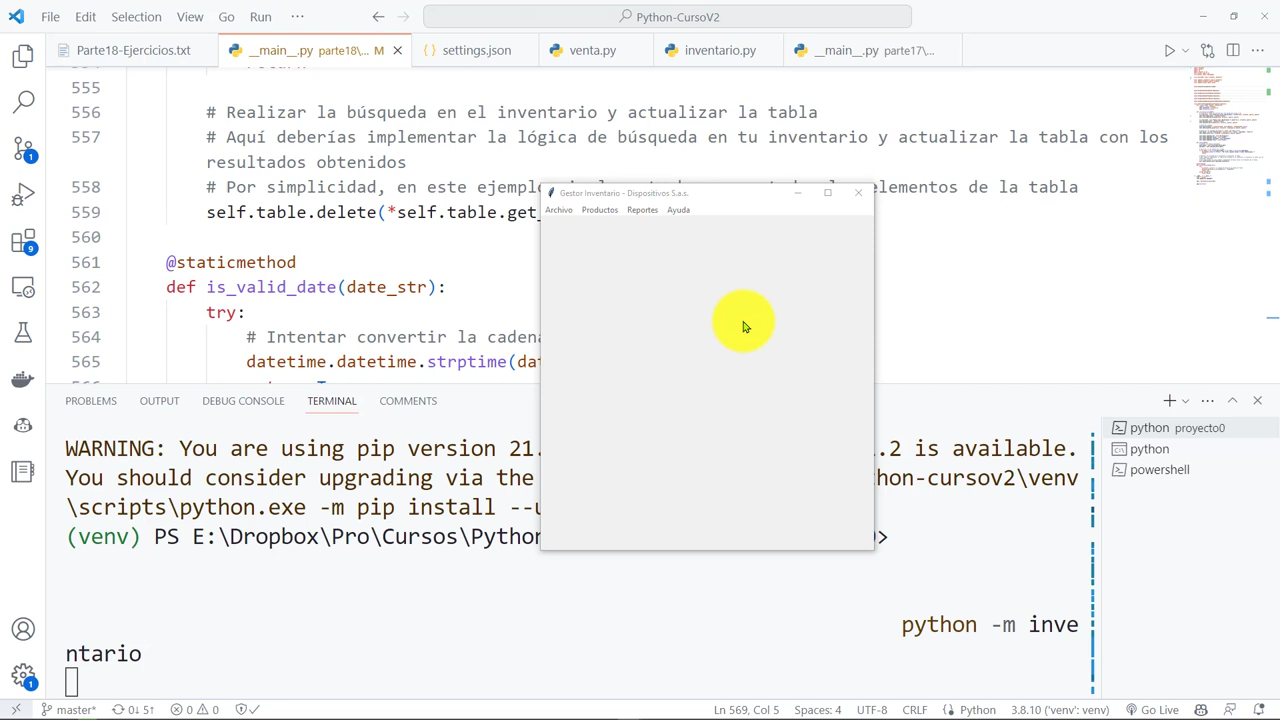 File Edit Selection View Go Run ··· Python-CursoV2
Parte18-Ejercicios.txt __main__.py parte18\... M settings.json venta.py inventario.py __main__.py parte17\...
555
556 # Realizar la búsqueda en el inventario y actualizar la tabla
557 # Aquí deberías implementar la lógica de búsqueda en el inventario y actualizar la tabla con los
resultados obtenidos
558 # Por simplicidad, en este elementos de la tabla
559 self.table.delete(*self.table.get_
560
561 @staticmethod
562 def is_valid_date(date_str):
563 try:
564 # Intentar convertir la cadena
565 datetime.datetime.strptime(dat
Gestor Inventario - Dispositivos S.a.s.
Archivo Productos Reportes Ayuda
PROBLEMS OUTPUT DEBUG CONSOLE TERMINAL COMMENTS
WARNING: You are using pip version 21. .2 is available.
You should consider upgrading via the hon-cursov2\venv
\scripts\python.exe -m pip install --u
(venv) PS E:\Dropbox\Pro\Cursos\Python >
python -m inve
ntario
python proyecto0
python
powershell
1
9
1
master* 0↓ 5↑ 0 0 Ln 569, Col 5 Spaces: 4 UTF-8 CRLF Python 3.8.10 ('venv': venv) Go Live